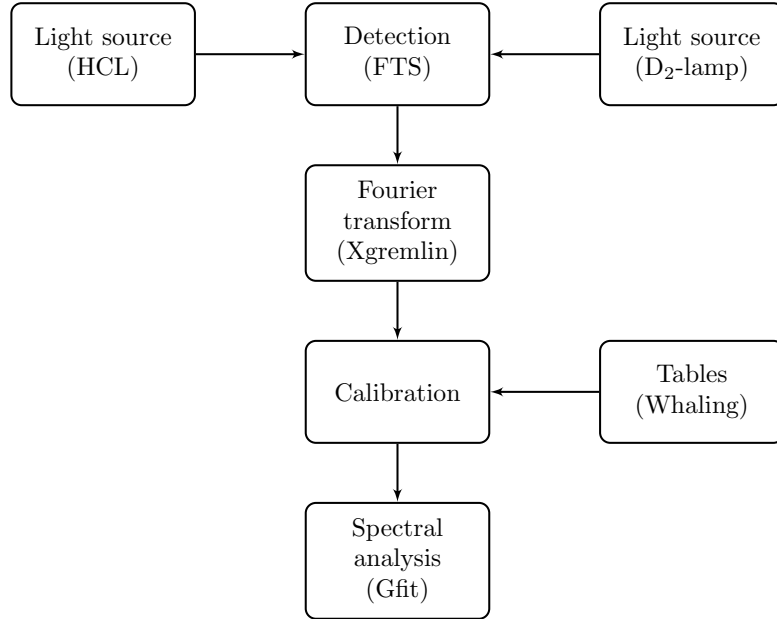 Light source
(HCL)
Detection
(FTS)
Light source
(D₂-lamp)
Fourier
transform
(Xgremlin)
Calibration
Tables
(Whaling)
Spectral
analysis
(Gfit)